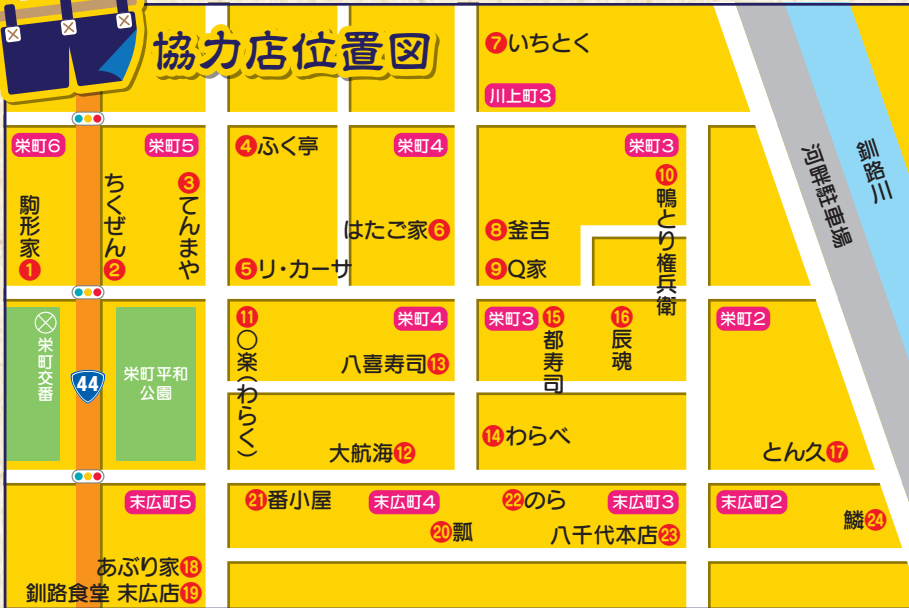 協力店位置図
⑦いちとく
川上町3
栄町6
栄町5
④ふく亭
栄町4
栄町3
駒形家①
ちくぜん②
③てんまや
はたご家⑥
⑤リ・カーサ
⑧釜吉
⑨Q家
⑩鴨とり権兵衛
河畔駐車場
釧路川
栄町交番
44
栄町平和
公園
⑪○楽(わらく)
栄町4
八喜寿司⑬
大航海⑫
栄町3
⑮都寿司
⑯辰魂
⑭わらべ
栄町2
とん久⑰
末広町5
あぶり家⑱
釧路食堂 末広店⑲
㉑番小屋
末広町4
⑳瓢
㉒のら
末広町3
八千代本店㉓
末広町2
鱗㉔